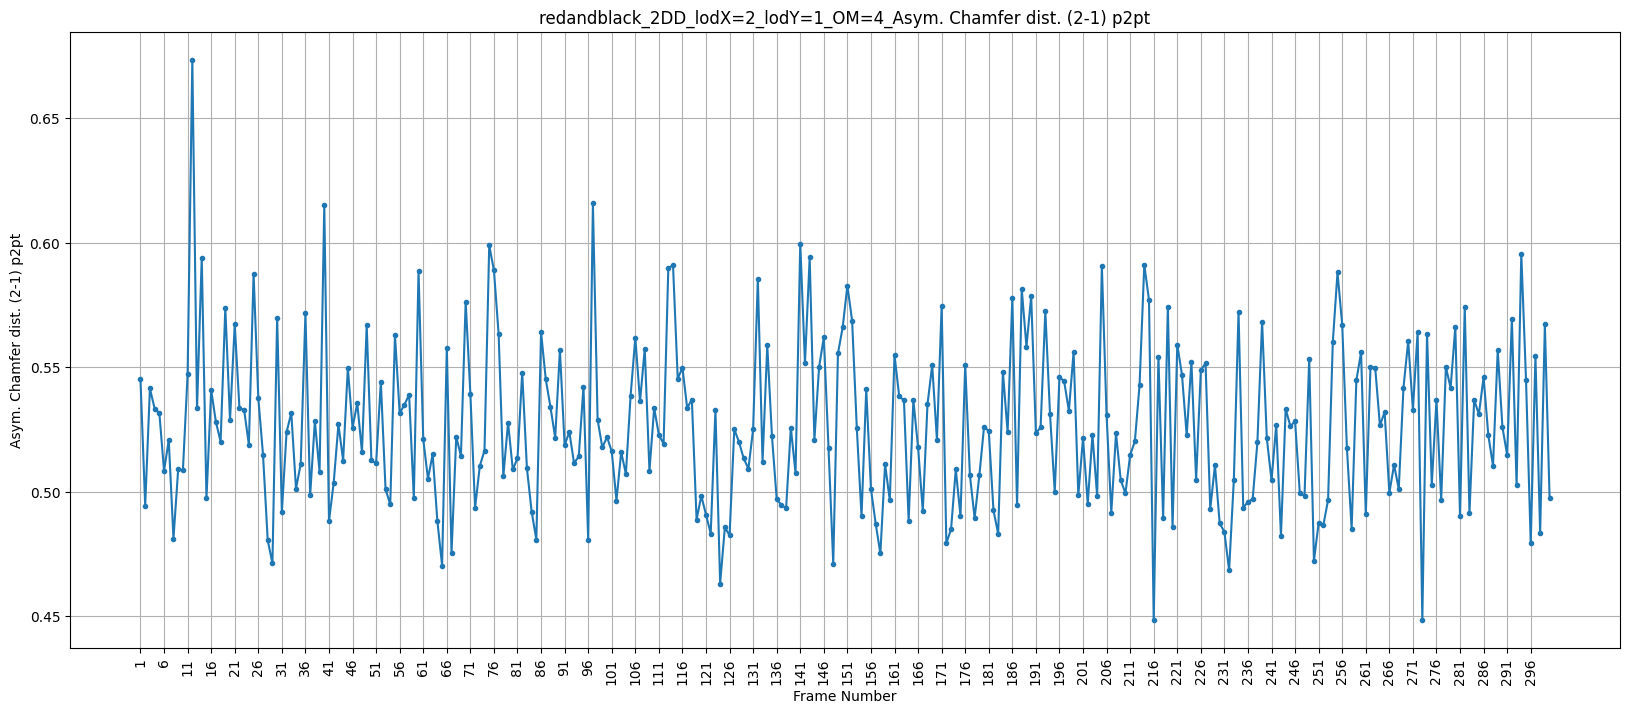 redandblack_2DD_lodX=2_lodY=1_OM=4_Asym. Chamfer dist. (2-1) p2pt
Asym. Chamfer dist. (2-1) p2pt
0.65
0.60
0.55
0.50
0.45
1 6 11 16 21 26 31 36 41 46 51 56 61 66 71 76 81 86 91 96 101 106 111 116 121 126 131 136 141 146 151 156 161 166 171 176 181 186 191 196 201 206 211 216 221 226 231 236 241 246 251 256 261 266 271 276 281 286 291 296
Frame Number